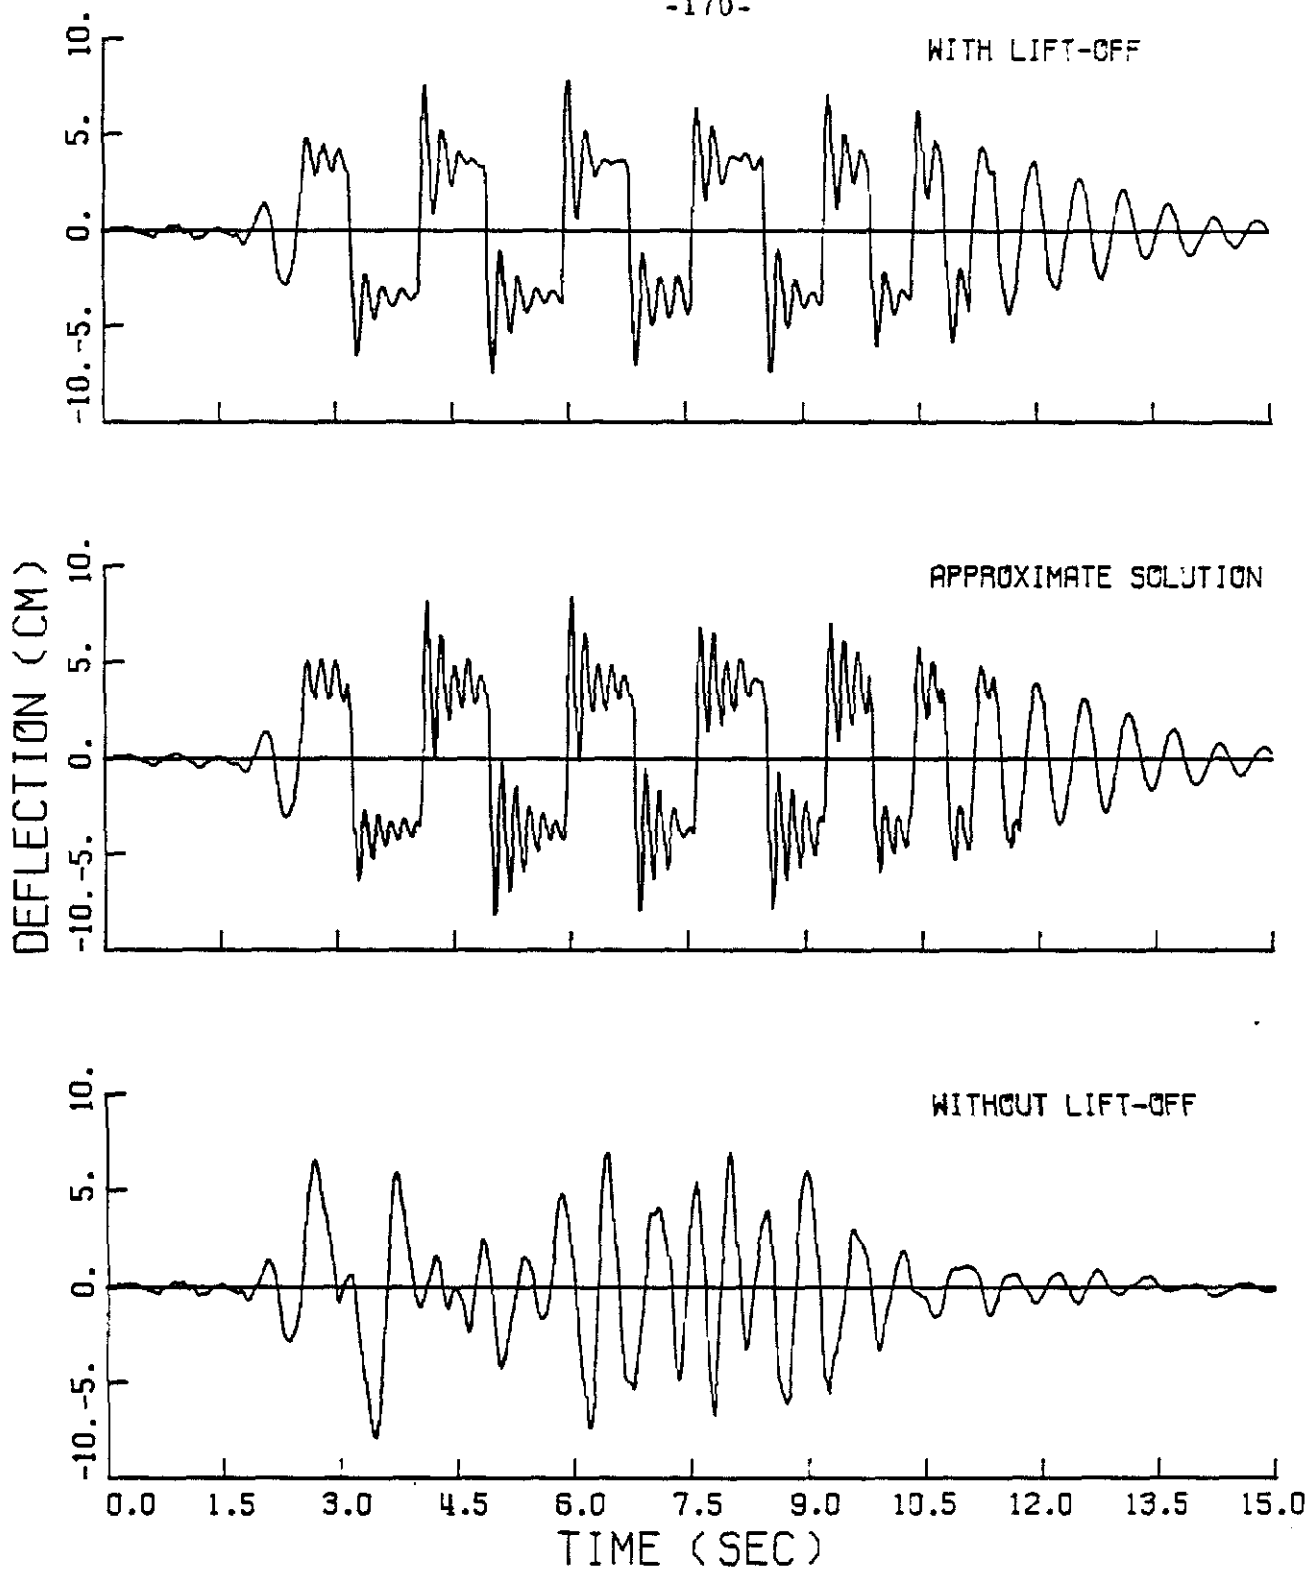 -170-
WITH LIFT-OFF
10.
5.
0.
-5.
-10.
APPROXIMATE SOLUTION
10.
5.
0.
-5.
-10.
DEFLECTION (CM)
WITHOUT LIFT-OFF
10.
5.
0.
-5.
-10.
0.0 1.5 3.0 4.5 6.0 7.5 9.0 10.5 12.0 13.5 15.0
TIME (SEC)